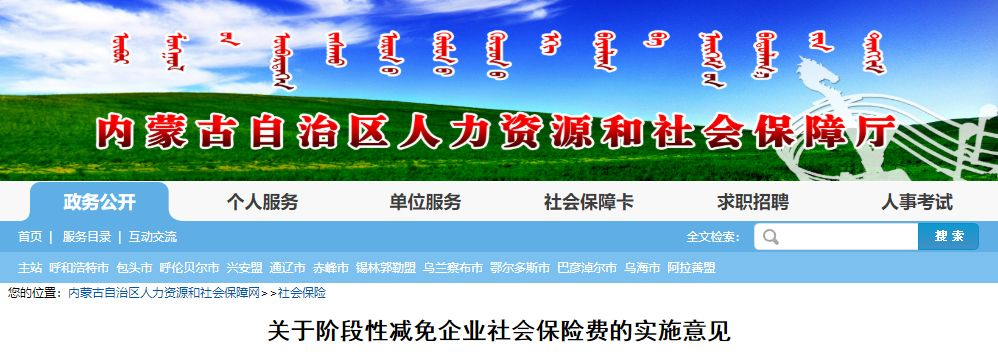 内蒙古自治区人力资源和社会保障厅
政务公开 个人服务 单位服务 社会保障卡 求职招聘 人事考试
首页 | 服务目录 | 互动交流 全文检索： 搜 索
主站 呼和浩特市 包头市 呼伦贝尔市 兴安盟 通辽市 赤峰市 锡林郭勒盟 乌兰察布市 鄂尔多斯市 巴彦淖尔市 乌海市 阿拉善盟
您的位置：内蒙古自治区人力资源和社会保障网>>社会保险
关于阶段性减免企业社会保险费的实施意见